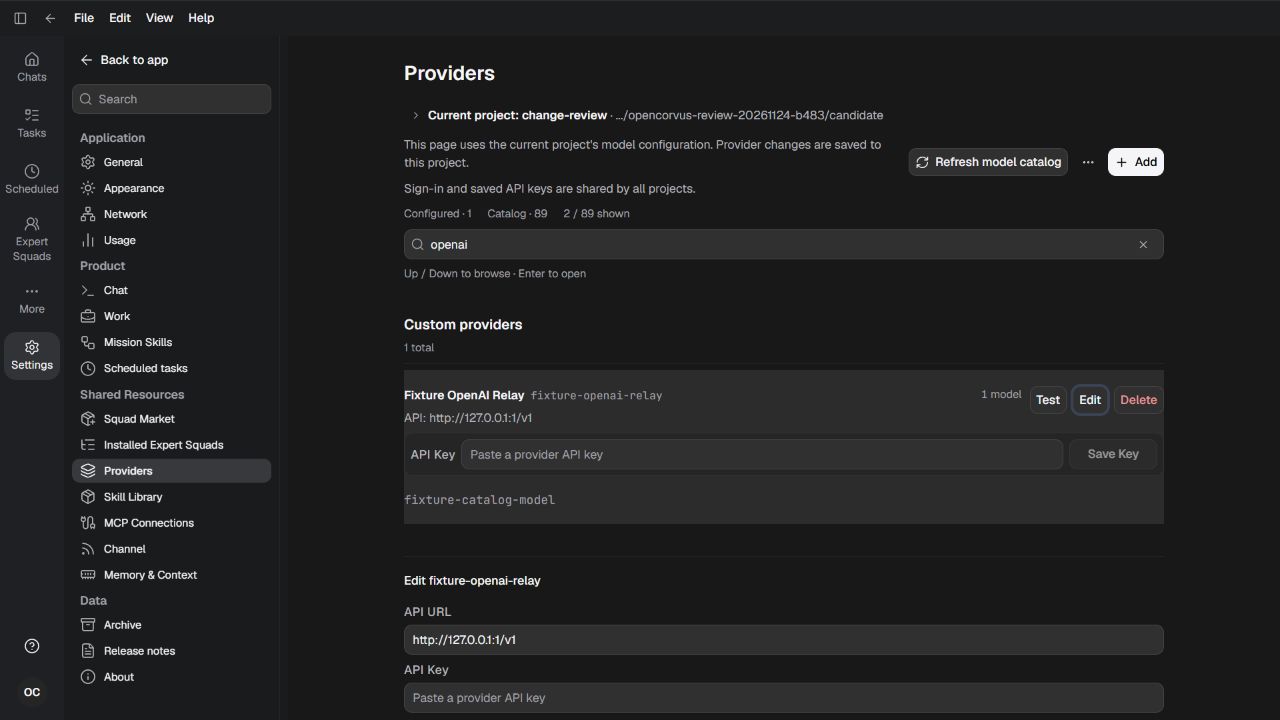 File Edit View Help
Chats
Tasks
Scheduled
Expert
Squads
More
Settings
OC
Back to app
Search
Application
General
Appearance
Network
Usage
Product
Chat
Work
Mission Skills
Scheduled tasks
Shared Resources
Squad Market
Installed Expert Squads
Providers
Skill Library
MCP Connections
Channel
Memory & Context
Data
Archive
Release notes
About
Providers
Current project: change-review · .../opencorvus-review-20261124-b483/candidate
This page uses the current project's model configuration. Provider changes are saved to
this project.
Sign-in and saved API keys are shared by all projects.
Refresh model catalog
Add
Configured · 1 Catalog · 89 2 / 89 shown
openai
Up / Down to browse · Enter to open
Custom providers
1 total
Fixture OpenAI Relay fixture-openai-relay 1 model Test Edit Delete
API: http://127.0.0.1:1/v1
API Key Paste a provider API key Save Key
fixture-catalog-model
Edit fixture-openai-relay
API URL
http://127.0.0.1:1/v1
API Key
Paste a provider API key